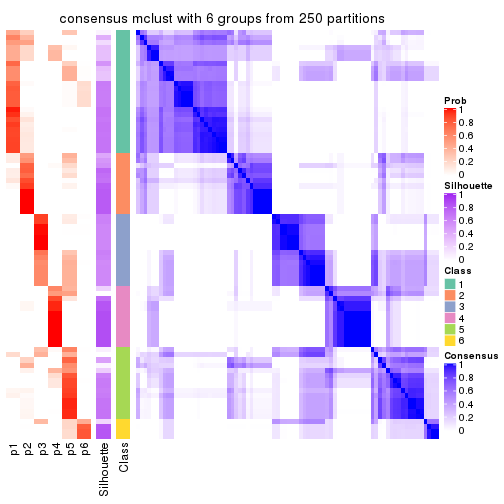 consensus mclust with 6 groups from 250 partitions
Prob
1
0.8
0.6
0.4
0.2
0
Silhouette
1
0.8
0.6
0.4
0.2
0
Class
1
2
3
4
5
6
Consensus
1
0.8
0.6
0.4
0.2
0
p1
p2
p3
p4
p5
p6
Silhouette
Class